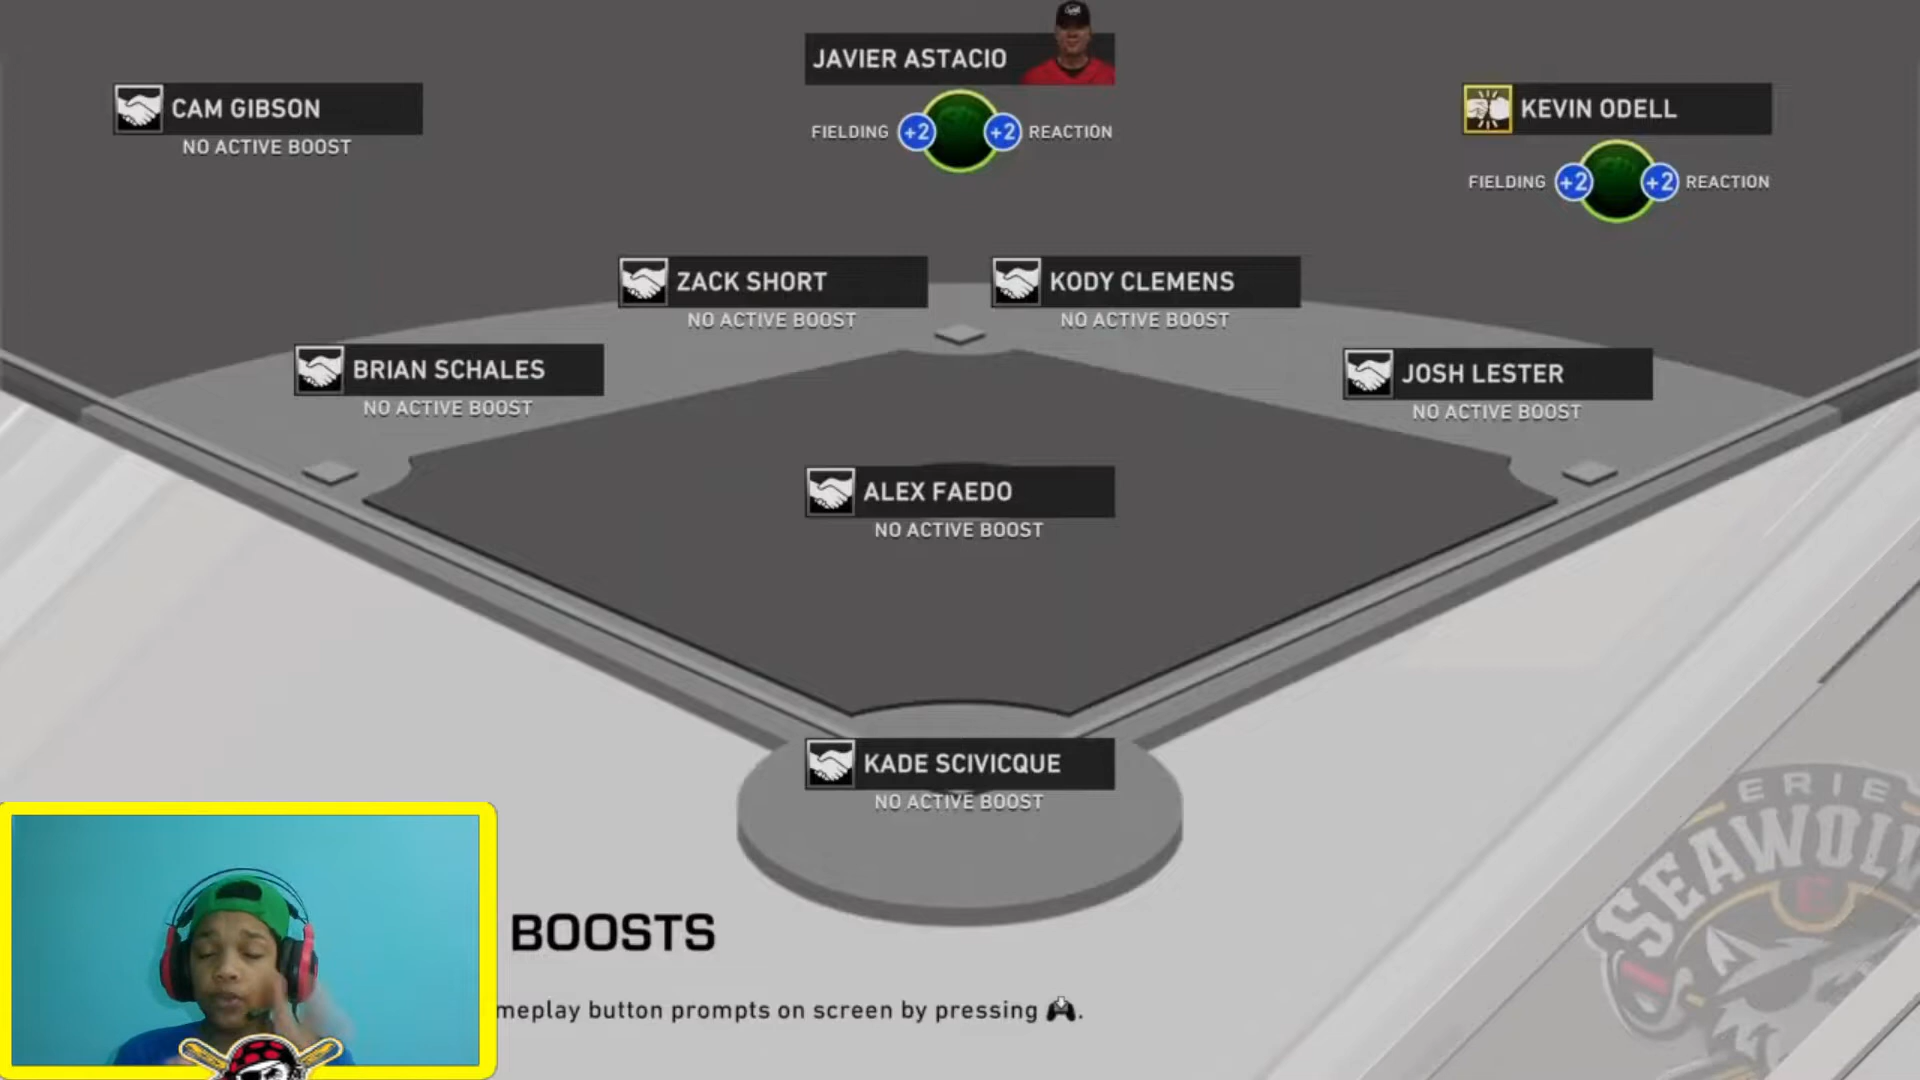 JAVIER ASTACIO
FIELDING +2 +2 REACTION
CAM GIBSON
NO ACTIVE BOOST
KEVIN ODELL
FIELDING +2 +2 REACTION
ZACK SHORT
NO ACTIVE BOOST
KODY CLEMENS
NO ACTIVE BOOST
BRIAN SCHALES
NO ACTIVE BOOST
JOSH LESTER
NO ACTIVE BOOST
ALEX FAEDO
NO ACTIVE BOOST
KADE SCIVICQUE
NO ACTIVE BOOST
ERIE
SEAWOLV
E
BOOSTS
meplay button prompts on screen by pressing .